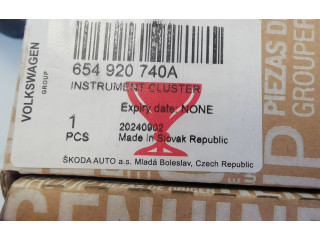 VOLKSWAGEN
GROUP
654 920 740A
INSTRUMENT CLUSTER
Expiry date: NONE
1
PCS
20240902
Made in Slovak Republic
ŠKODA AUTO a.s. Mladá Boleslav, Czech Republic
PIEZAS D
GROUPE
DE ORIGEN
GENUINE